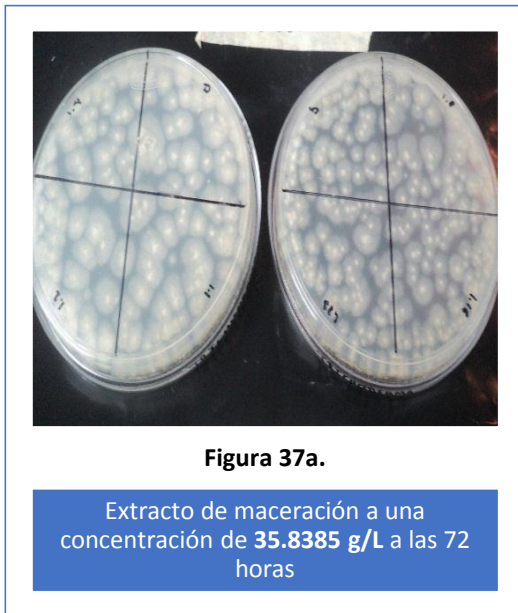 Figura 37a.
Extracto de maceración a una
concentración de 35.8385 g/L a las 72
horas